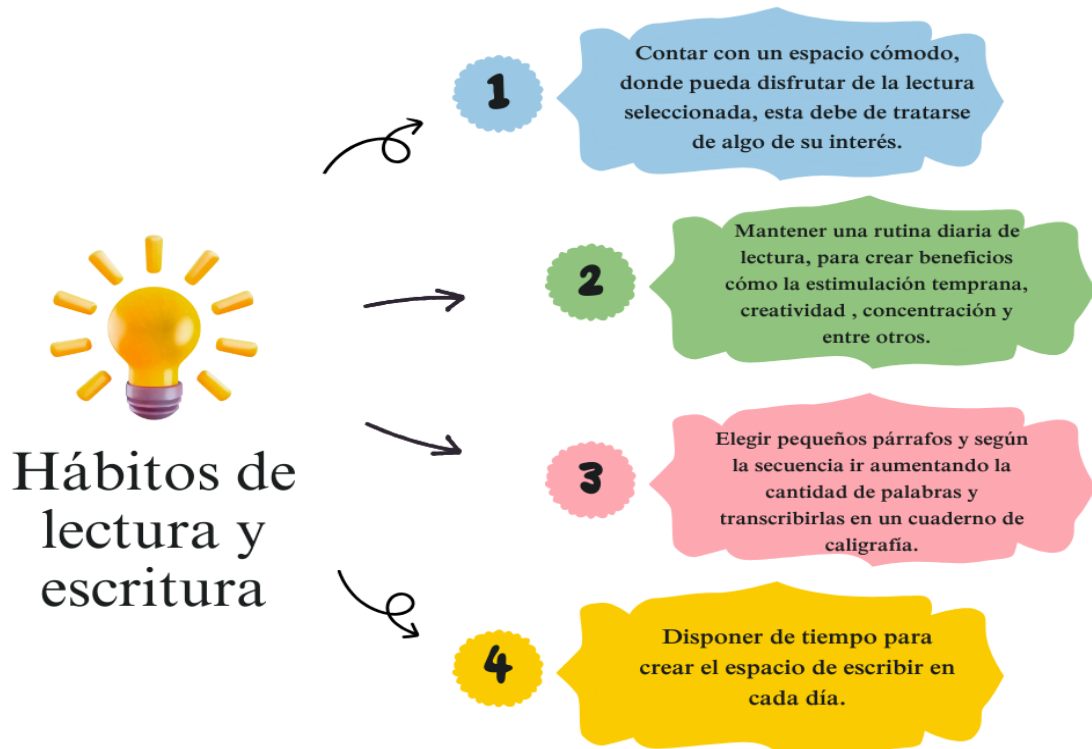 1
Contar con un espacio cómodo,
donde pueda disfrutar de la lectura
seleccionada, esta debe de tratarse
de algo de su interés.
2
Mantener una rutina diaria de
lectura, para crear beneficios
cómo la estimulación temprana,
creatividad , concentración y
entre otros.
Hábitos de
lectura y
escritura
3
Elegir pequeños párrafos y según
la secuencia ir aumentando la
cantidad de palabras y
transcribirlas en un cuaderno de
caligrafía.
4
Disponer de tiempo para
crear el espacio de escribir en
cada día.